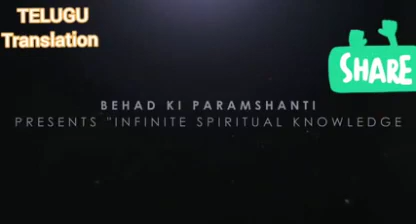 TELUGU
Translation
SHARE
BEHAD KI PARAMSHANTI
PRESENTS "INFINITE SPIRITUAL KNOWLEDGE